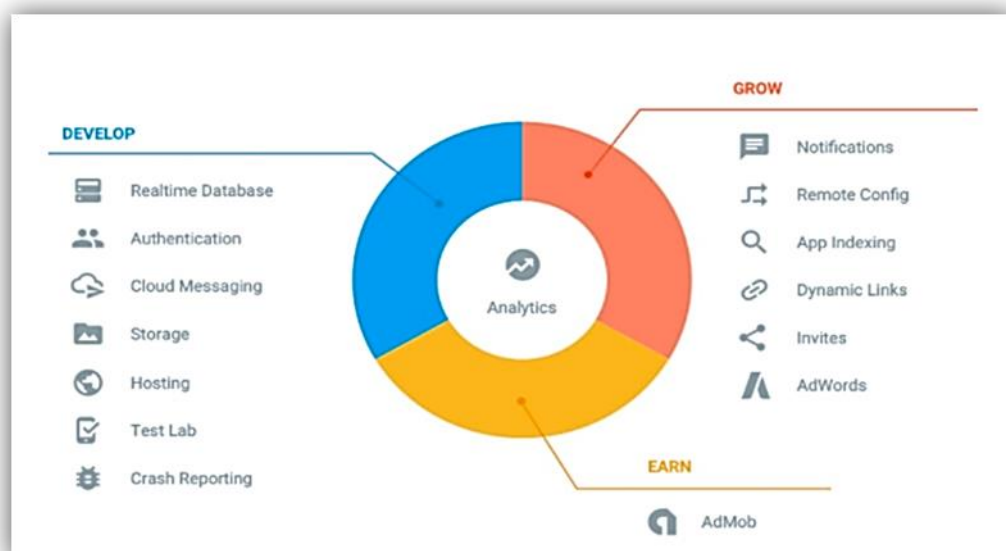 DEVELOP
Realtime Database
Authentication
Cloud Messaging
Storage
Hosting
Test Lab
Crash Reporting
Analytics
GROW
Notifications
Remote Config
App Indexing
Dynamic Links
Invites
AdWords
EARN
AdMob